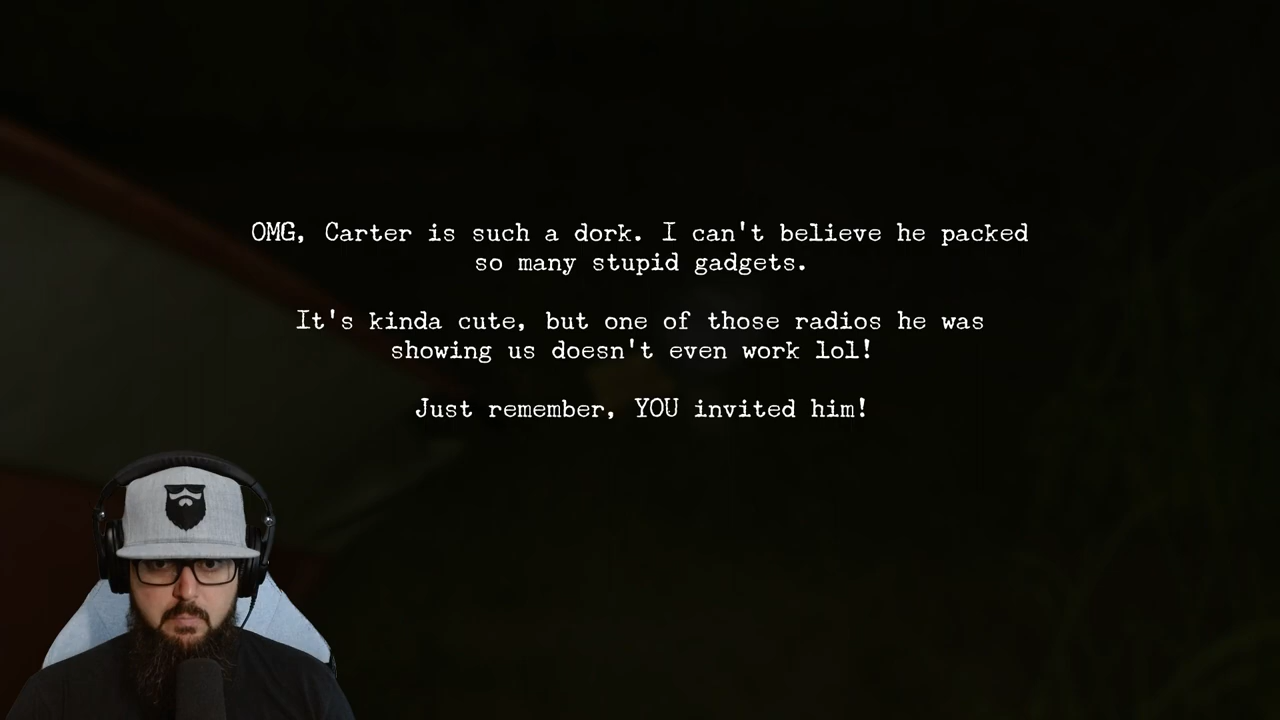 OMG, Carter is such a dork. I can't believe he packed
so many stupid gadgets.
It's kinda cute, but one of those radios he was
showing us doesn't even work lol!
Just remember, YOU invited him!